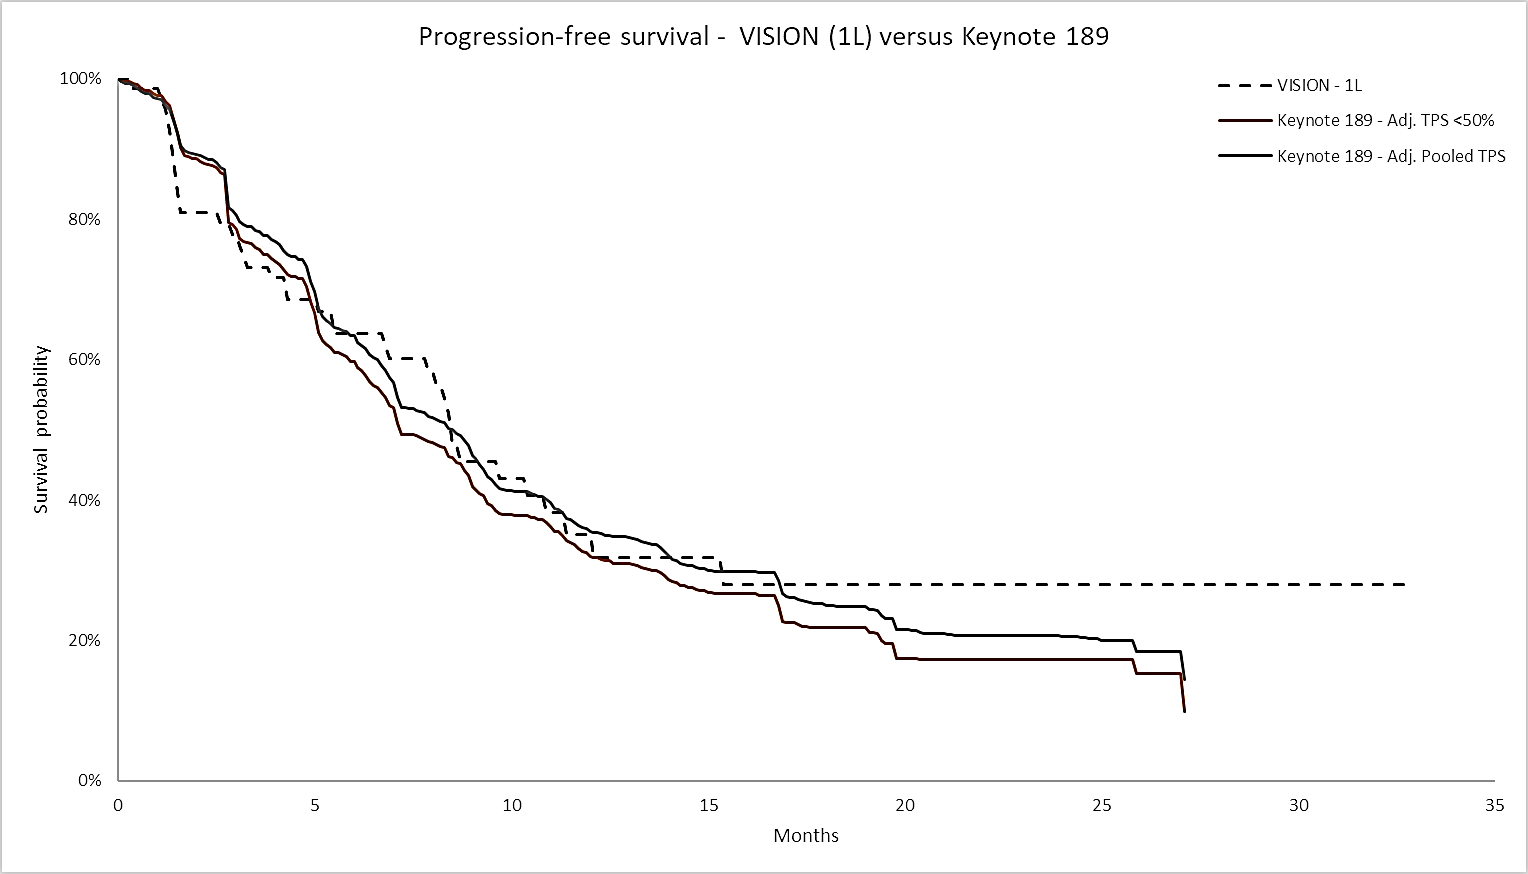 Progression-free survival -  VISION (1L) versus Keynote 189
VISION - 1L
Keynote 189 - Adj. TPS <50%
Keynote 189 - Adj. Pooled TPS
Survival probability
100%
80%
60%
40%
20%
0%
0 5 10 15 20 25 30 35
Months